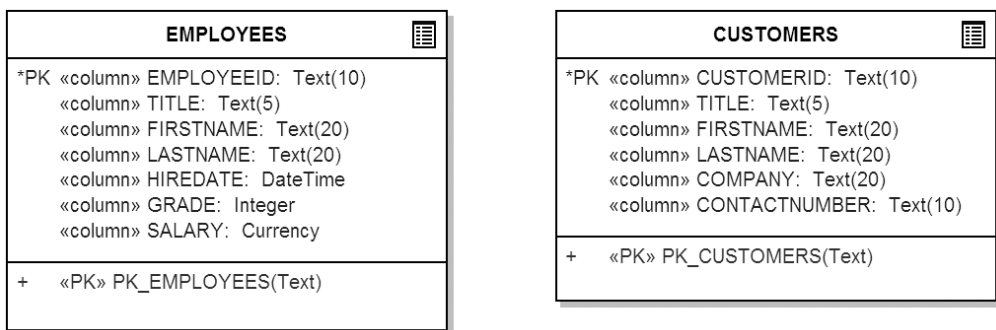 EMPLOYEES
*PK «column» EMPLOYEEID: Text(10)
«column» TITLE: Text(5)
«column» FIRSTNAME: Text(20)
«column» LASTNAME: Text(20)
«column» HIREDATE: DateTime
«column» GRADE: Integer
«column» SALARY: Currency
+ «PK» PK_EMPLOYEES(Text)
CUSTOMERS
*PK «column» CUSTOMERID: Text(10)
«column» TITLE: Text(5)
«column» FIRSTNAME: Text(20)
«column» LASTNAME: Text(20)
«column» COMPANY: Text(20)
«column» CONTACTNUMBER: Text(10)
+ «PK» PK_CUSTOMERS(Text)